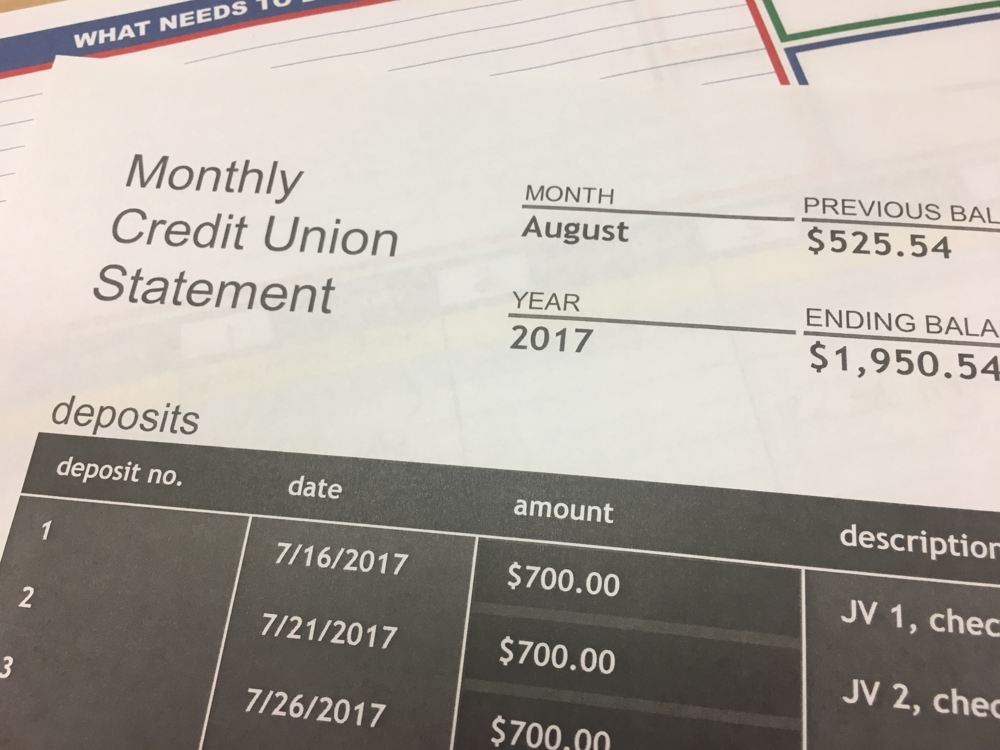 WHAT NEEDS TO
Monthly
Credit Union
Statement
MONTH
August
PREVIOUS BAL
$525.54
YEAR
2017
ENDING BALA
$1,950.54
deposits
deposit no. date amount description
1 7/16/2017 $700.00 JV 1, chec
2 7/21/2017 $700.00 JV 2, chec
3 7/26/2017 $700.00